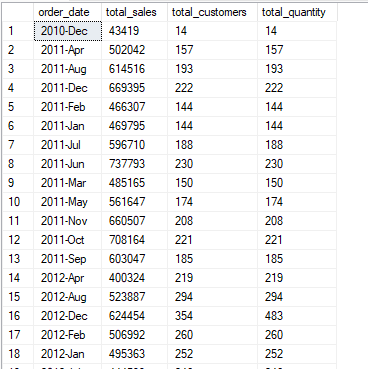 order_date total_sales total_customers total_quantity
1 2010-Dec 43419 14 14
2 2011-Apr 502042 157 157
3 2011-Aug 614516 193 193
4 2011-Dec 669395 222 222
5 2011-Feb 466307 144 144
6 2011-Jan 469795 144 144
7 2011-Jul 596710 188 188
8 2011-Jun 737793 230 230
9 2011-Mar 485165 150 150
10 2011-May 561647 174 174
11 2011-Nov 660507 208 208
12 2011-Oct 708164 221 221
13 2011-Sep 603047 185 185
14 2012-Apr 400324 219 219
15 2012-Aug 523887 294 294
16 2012-Dec 624454 354 483
17 2012-Feb 506992 260 260
18 2012-Jan 495363 252 252